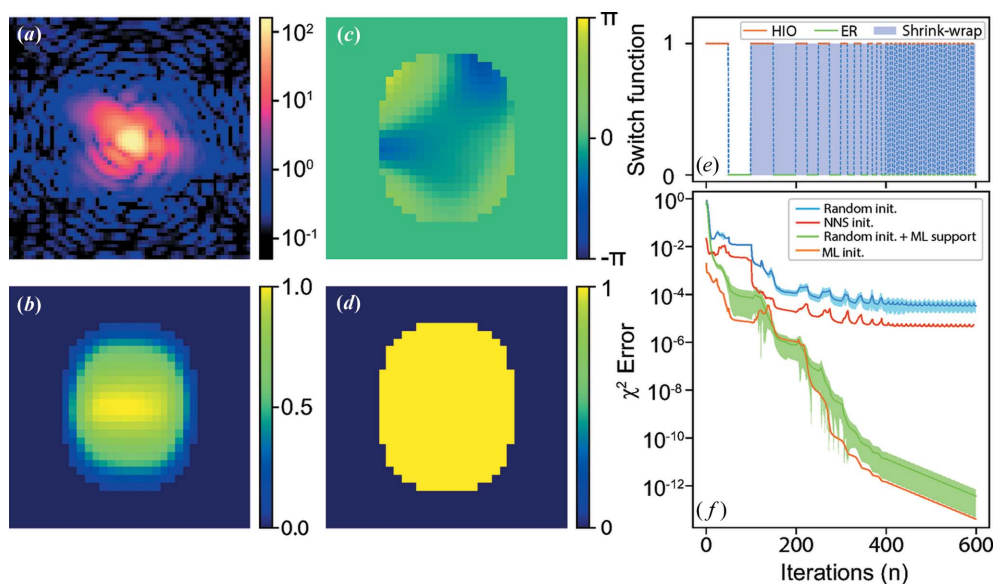 (a)
10²
10¹
10⁰
10⁻¹
(c)
π
0
-π
(b)
1.0
0.5
0.0
(d)
1
0
HIO ER Shrink-wrap
Switch function
1
0
(e)
χ² Error
10⁰
10⁻²
10⁻⁴
10⁻⁶
10⁻⁸
10⁻¹⁰
10⁻¹²
Random init.
NNS init.
Random init. + ML support
ML init.
(f)
0 200 400 600
Iterations (n)